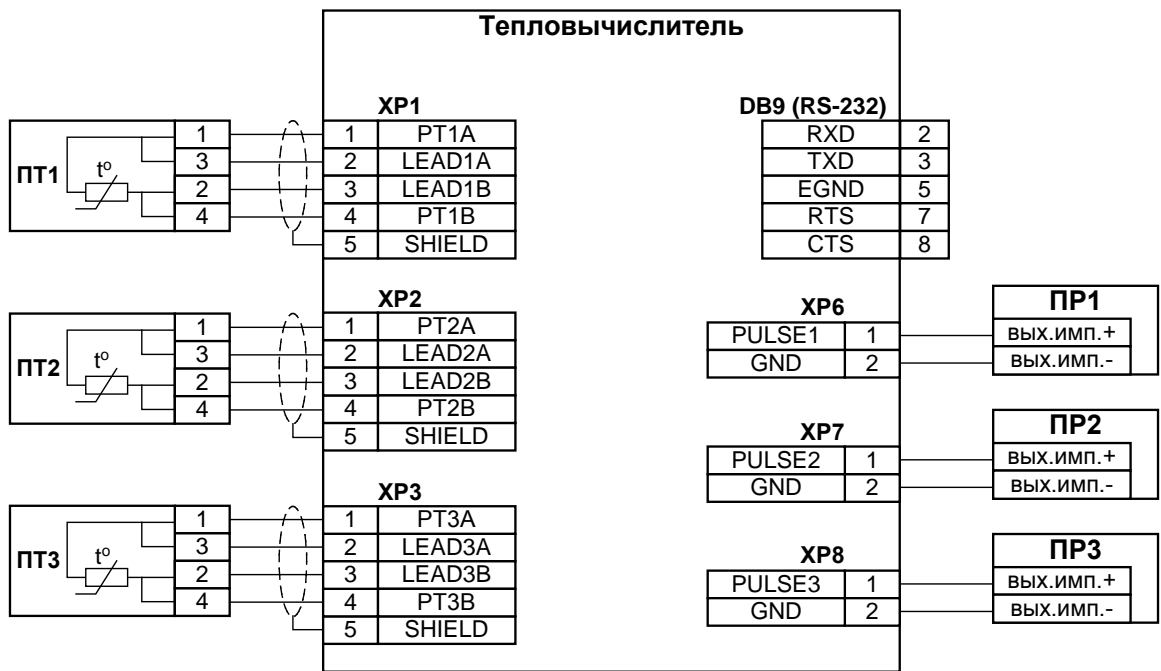 Тепловычислитель
XP1
ПТ1
t°
1
3
2
4
1 PT1A
2 LEAD1A
3 LEAD1B
4 PT1B
5 SHIELD
XP2
ПТ2
t°
1
3
2
4
1 PT2A
2 LEAD2A
3 LEAD2B
4 PT2B
5 SHIELD
XP3
ПТ3
t°
1
3
2
4
1 PT3A
2 LEAD3A
3 LEAD3B
4 PT3B
5 SHIELD
DB9 (RS-232)
RXD 2
TXD 3
EGND 5
RTS 7
CTS 8
XP6
PULSE1 1
GND 2
ПР1
вых.имп.+
вых.имп.-
XP7
PULSE2 1
GND 2
ПР2
вых.имп.+
вых.имп.-
XP8
PULSE3 1
GND 2
ПР3
вых.имп.+
вых.имп.-